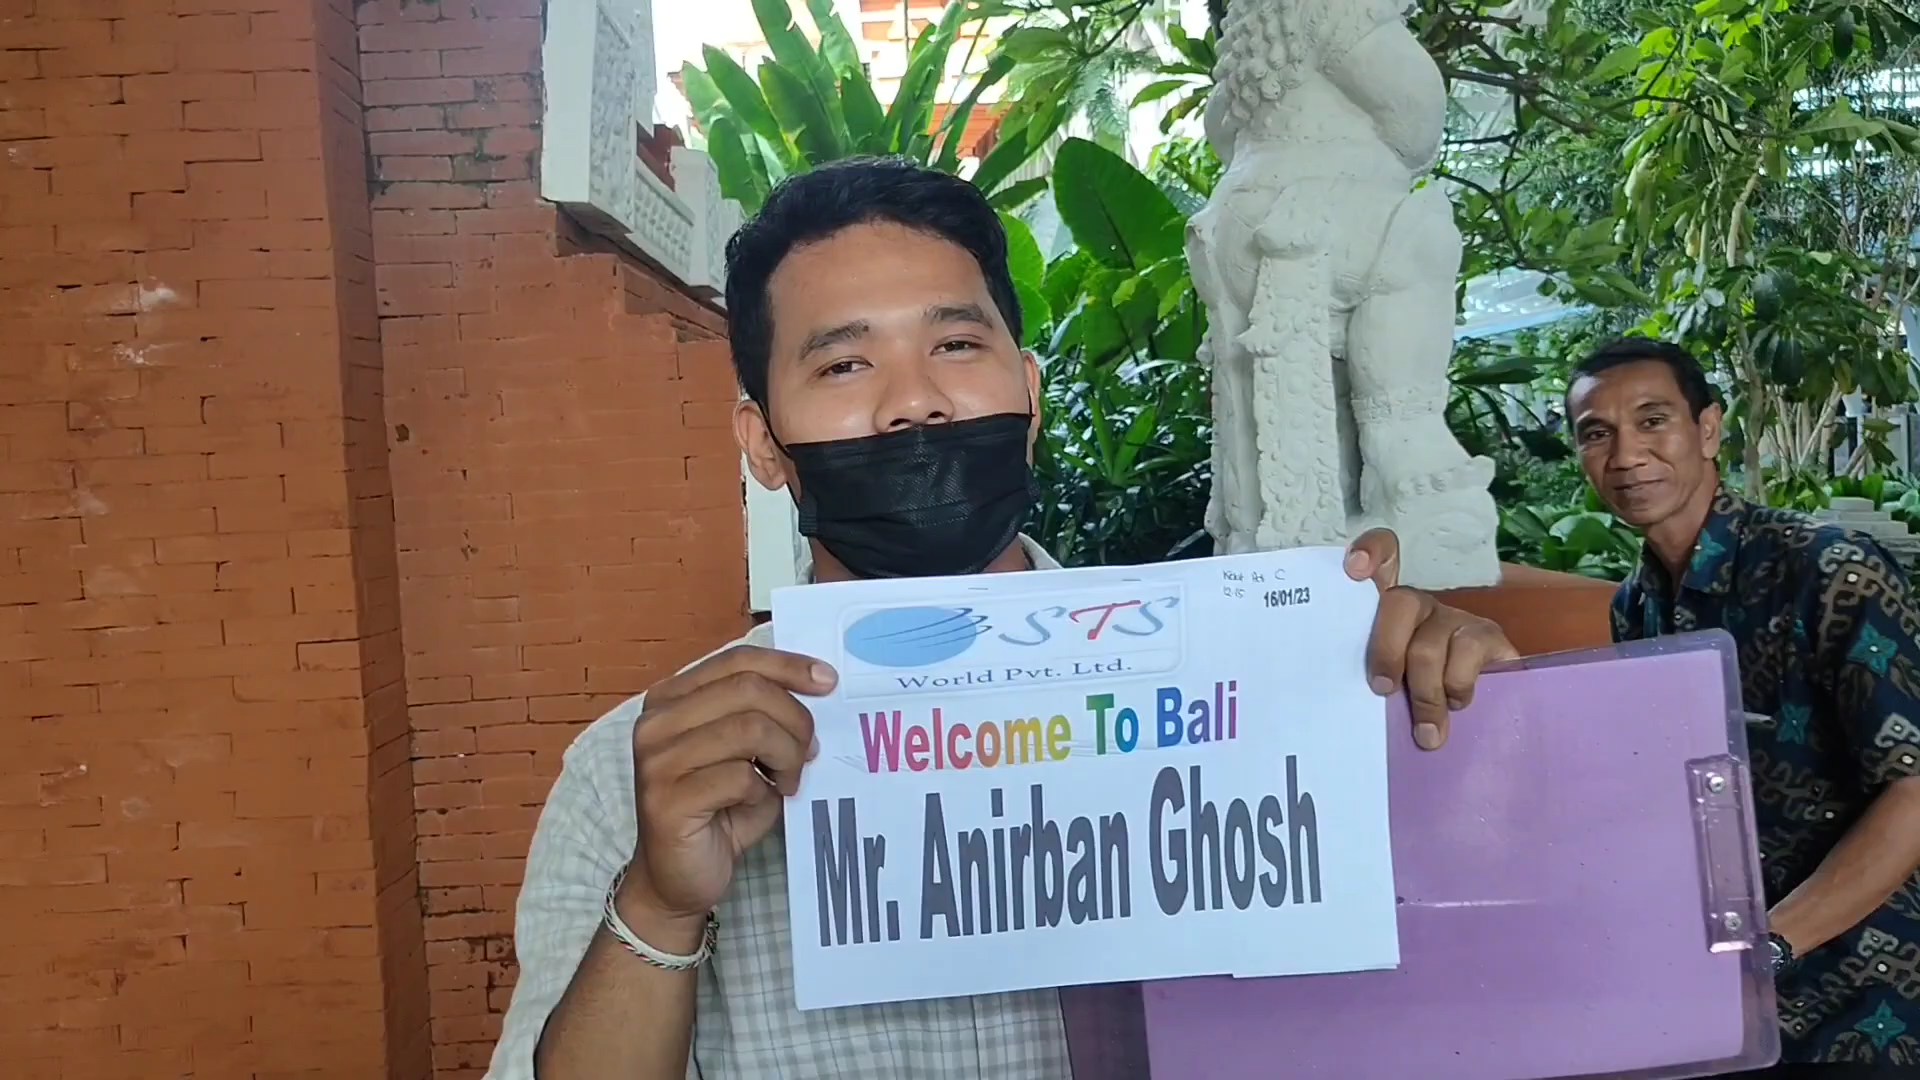 16/01/23
STS
World Pvt. Ltd.
Welcome To Bali
Mr. Anirban Ghosh